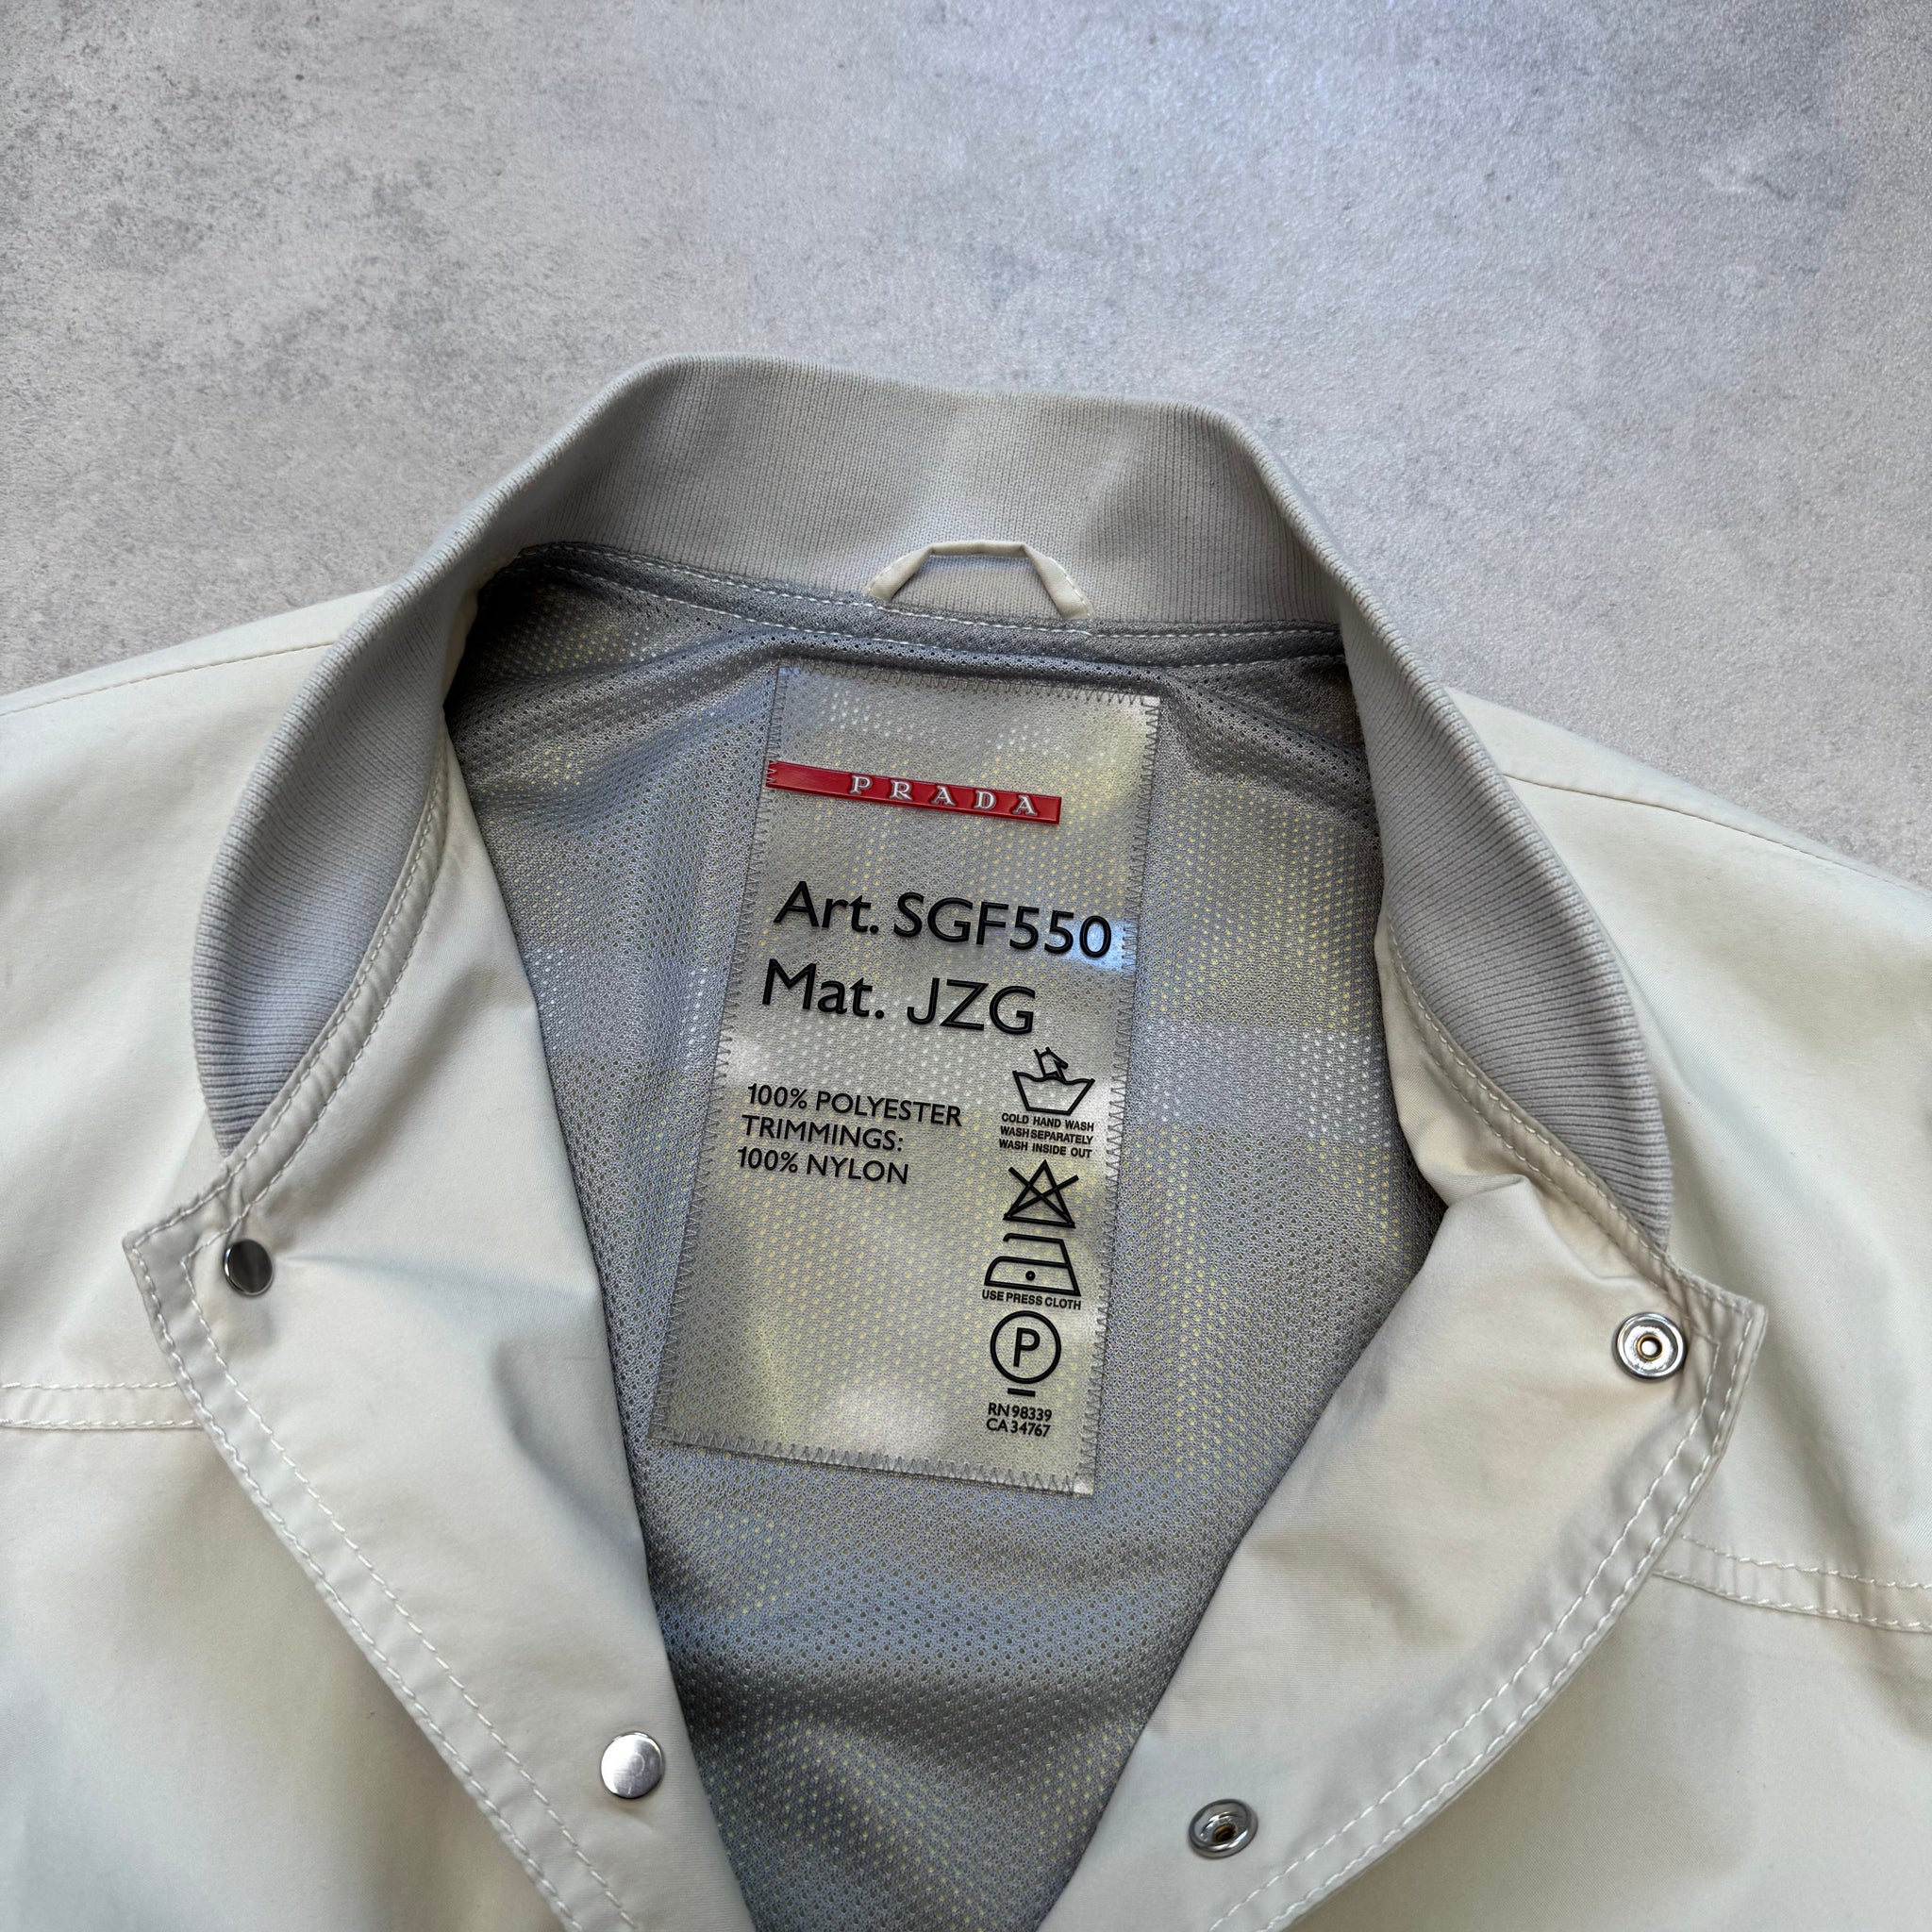 PRADA
Art. SGF550
Mat. JZG
100% POLYESTER
TRIMMINGS:
100% NYLON
COLD HAND WASH
WASH SEPARATELY
WASH INSIDE OUT
USE PRESS CLOTH
P
RN 98339
CA 34767